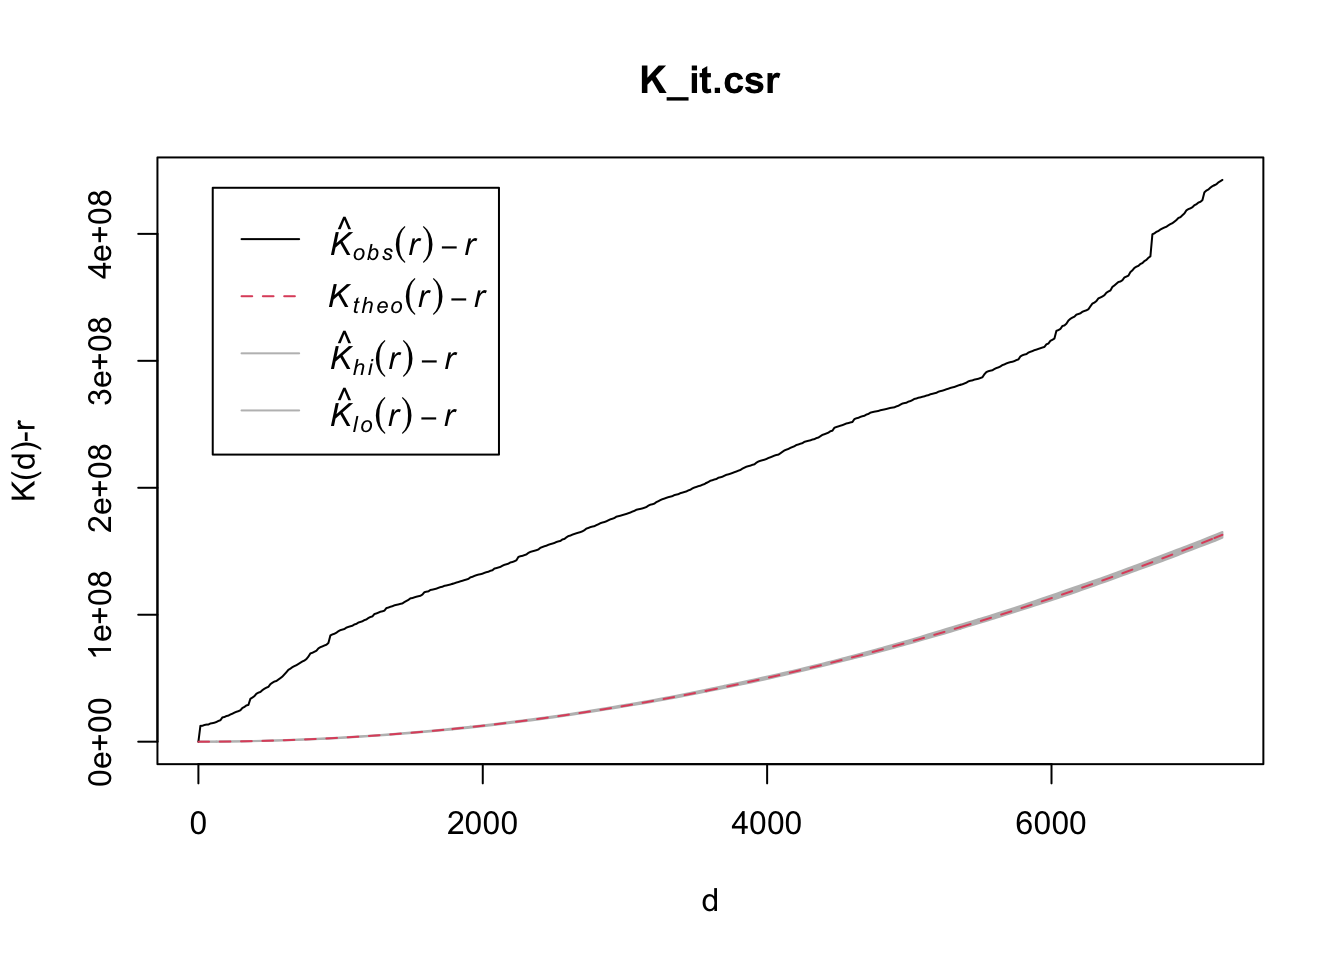 K_it.csr
K̂obs(r) − r
Ktheo(r) − r
K̂hi(r) − r
K̂lo(r) − r
K(d)-r
4e+08
3e+08
2e+08
1e+08
0e+00
0 2000 4000 6000
d